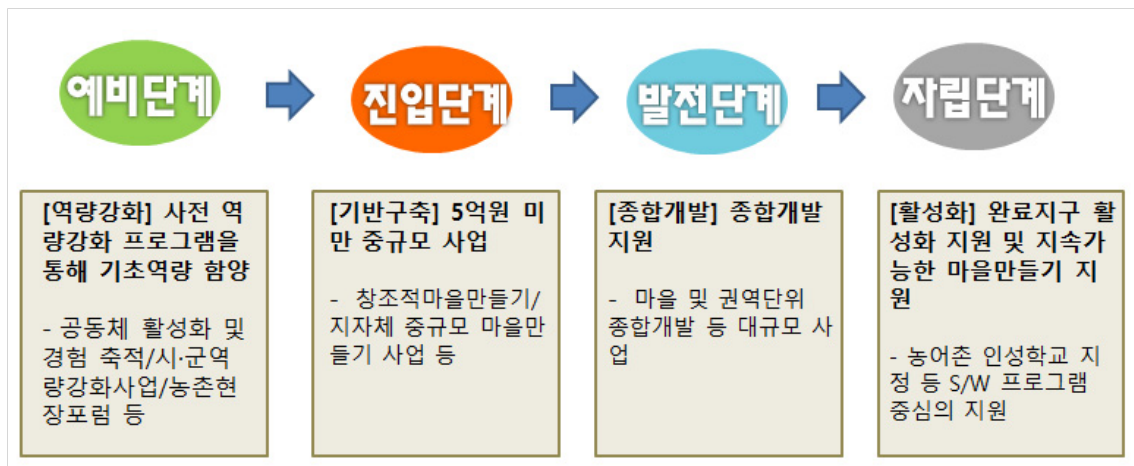 예비단계
진입단계
발전단계
자립단계
[역량강화] 사전 역
량강화 프로그램을
통해 기초역량 함양
- 공동체 활성화 및
경험 축적/시·군역
량강화사업/농촌현
장포럼 등
[기반구축] 5억원 미
만 중규모 사업
- 창조적마을만들기/
지자체 중규모 마을만
들기 사업 등
[종합개발] 종합개발
지원
- 마을 및 권역단위
종합개발 등 대규모 사
업
[활성화] 완료지구 활
성화 지원 및 지속가
능한 마을만들기 지
원
- 농어촌 인성학교 지
정 등 S/W 프로그램
중심의 지원